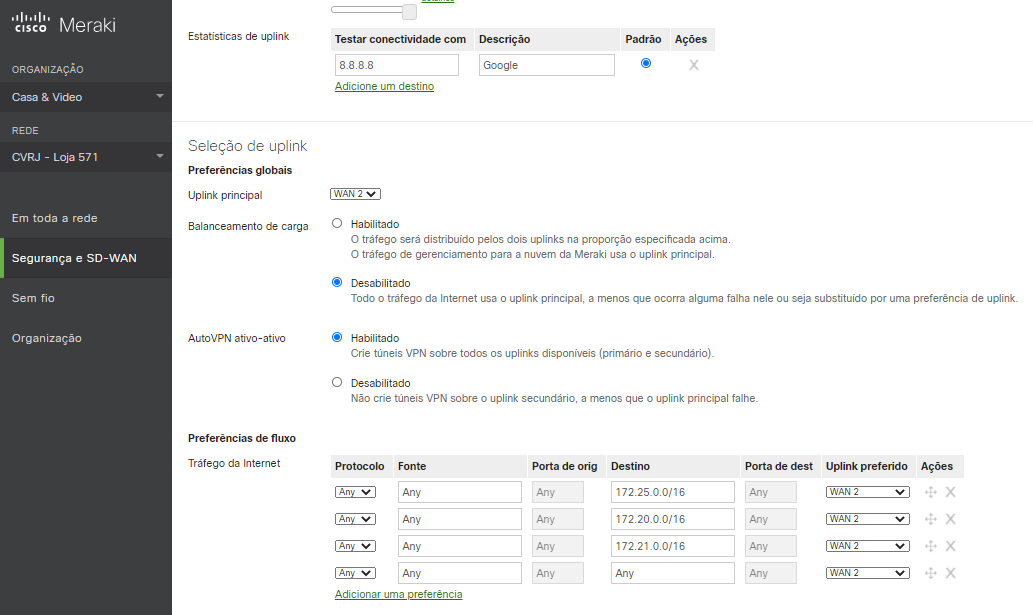 detalhes
CISCO Meraki
ORGANIZAÇÃO
Casa & Video
REDE
CVRJ - Loja 571
Em toda a rede
Segurança e SD-WAN
Sem fio
Organização
Estatísticas de uplink
Testar conectividade com Descrição Padrão Ações
8.8.8.8 Google X
Adicione um destino
Seleção de uplink
Preferências globais
Uplink principal WAN 2
Balanceamento de carga Habilitado
O tráfego será distribuído pelos dois uplinks na proporção especificada acima.
O tráfego de gerenciamento para a nuvem da Meraki usa o uplink principal.
Desabilitado
Todo o tráfego da Internet usa o uplink principal, a menos que ocorra alguma falha nele ou seja substituído por uma preferência de uplink.
AutoVPN ativo-ativo Habilitado
Crie túneis VPN sobre todos os uplinks disponíveis (primário e secundário).
Desabilitado
Não crie túneis VPN sobre o uplink secundário, a menos que o uplink principal falhe.
Preferências de fluxo
Tráfego da Internet
Protocolo Fonte Porta de orig Destino Porta de dest Uplink preferido Ações
Any Any Any 172.25.0.0/16 Any WAN 2 X
Any Any Any 172.20.0.0/16 Any WAN 2 X
Any Any Any 172.21.0.0/16 Any WAN 2 X
Any Any Any Any Any WAN 2 X
Adicionar uma preferência